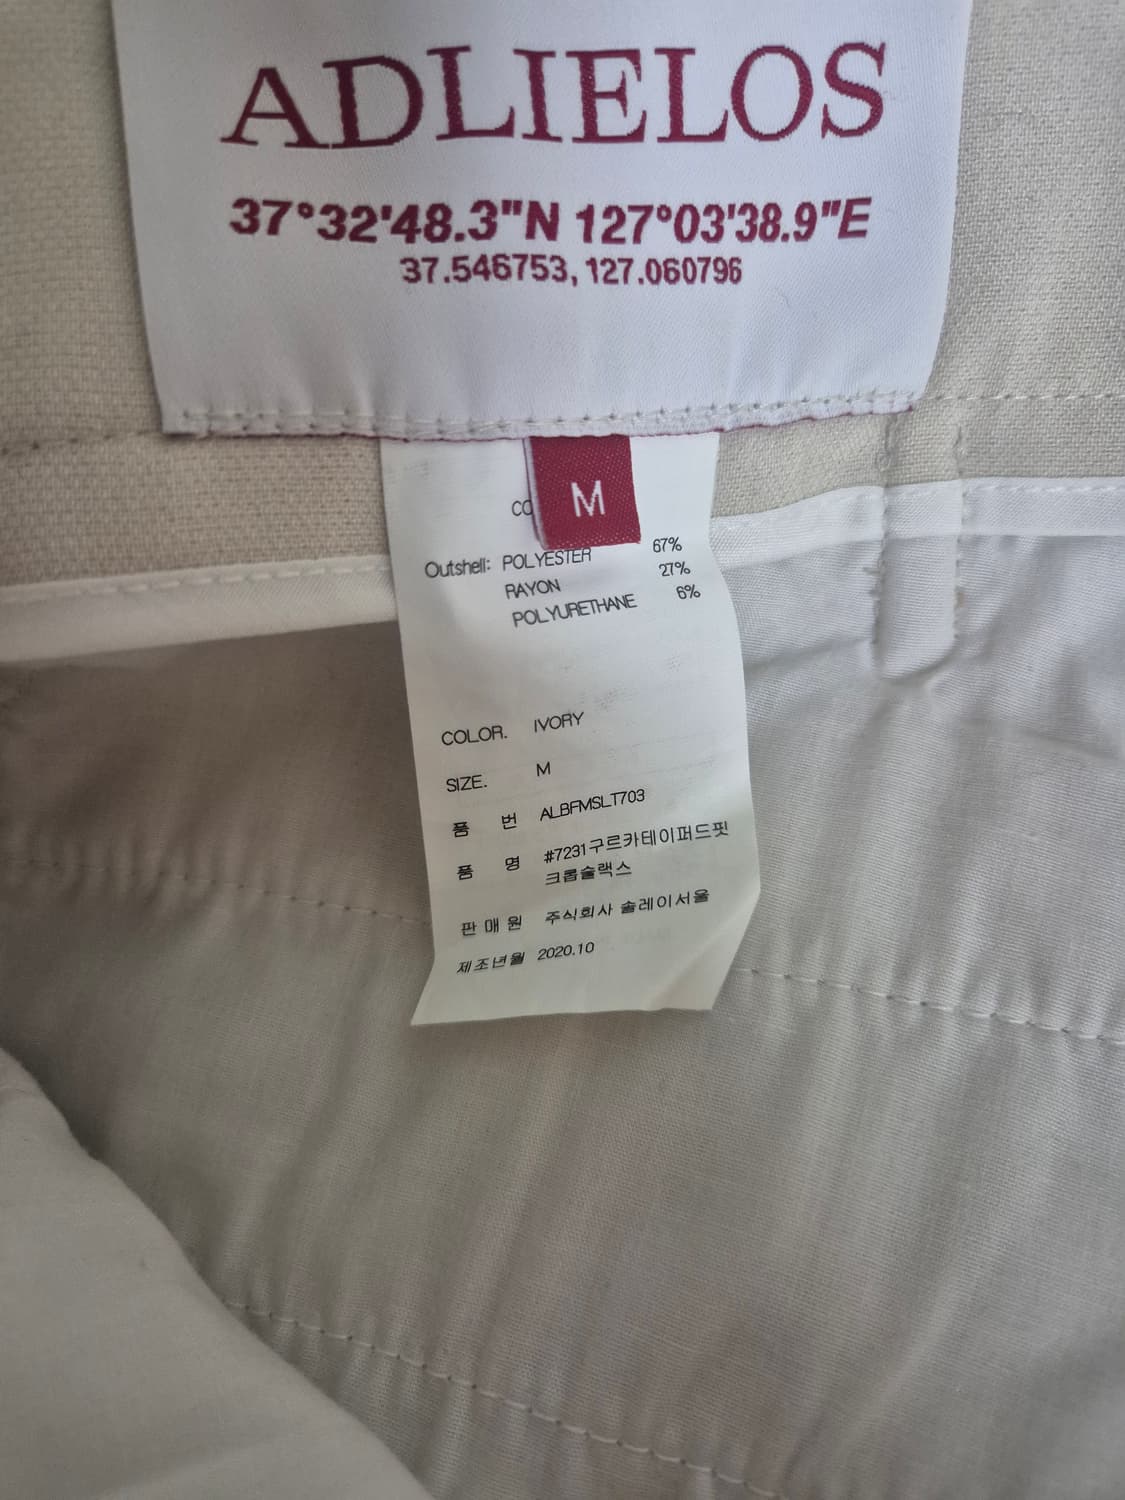 ADLIELOS
37°32'48.3"N 127°03'38.9"E
37.546753, 127.060796
M
Outshell: POLYESTER 67%
RAYON 27%
POLYURETHANE 6%
COLOR. IVORY
SIZE. M
품 번 ALBFMSLT703
품 명 #7231구르카테이퍼드핏
크롭슬랙스
판 매 원 주식회사 솔레이서울
제조년월 2020.10